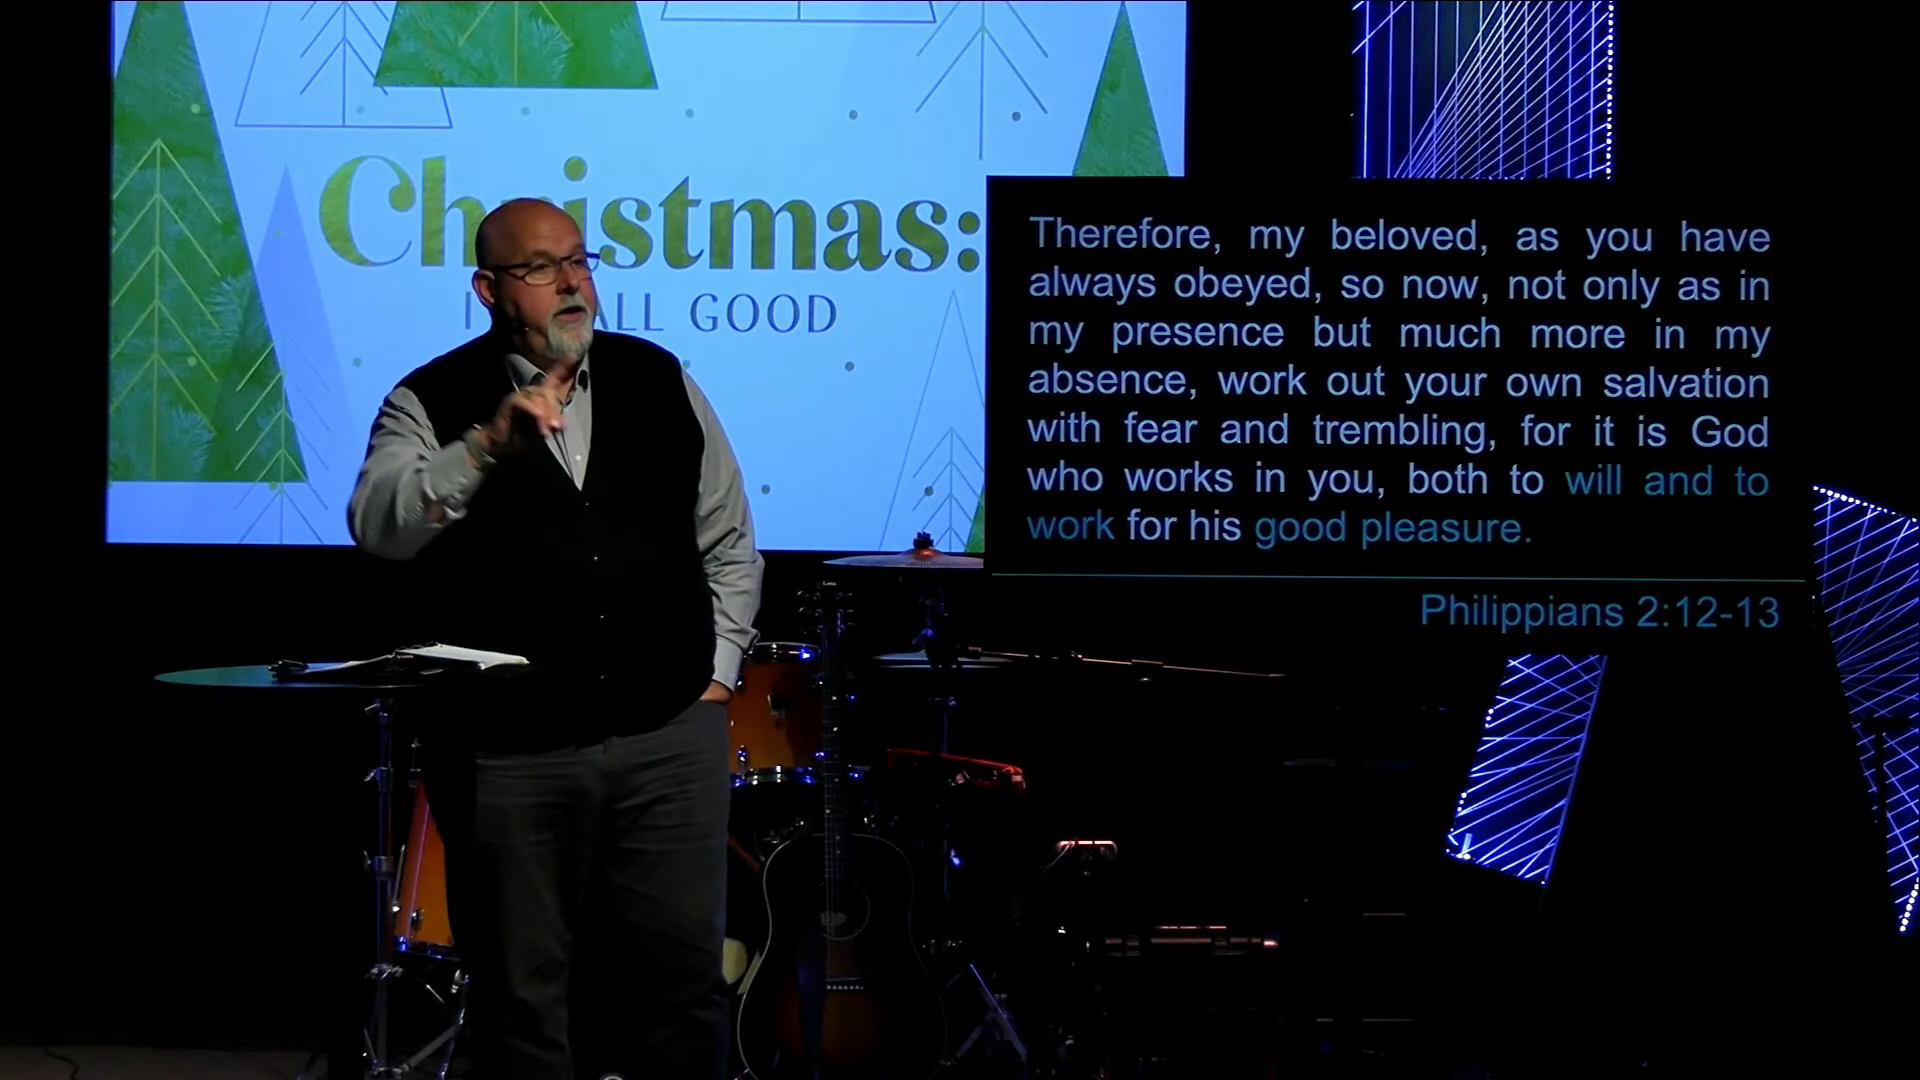 Christmas:
ALL GOOD
Therefore, my beloved, as you have
always obeyed, so now, not only as in
my presence but much more in my
absence, work out your own salvation
with fear and trembling, for it is God
who works in you, both to will and to
work for his good pleasure.
Philippians 2:12-13